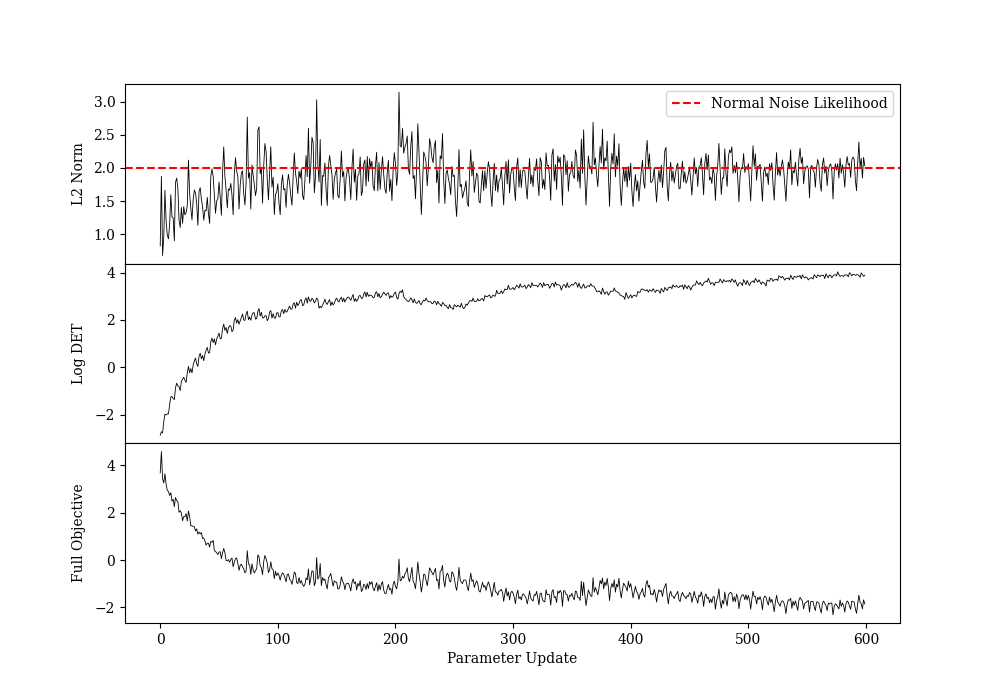 3.0
2.5
2.0
1.5
1.0
L2 Norm
Normal Noise Likelihood
4
2
0
−2
Log DET
4
2
0
−2
Full Objective
0 100 200 300 400 500 600
Parameter Update